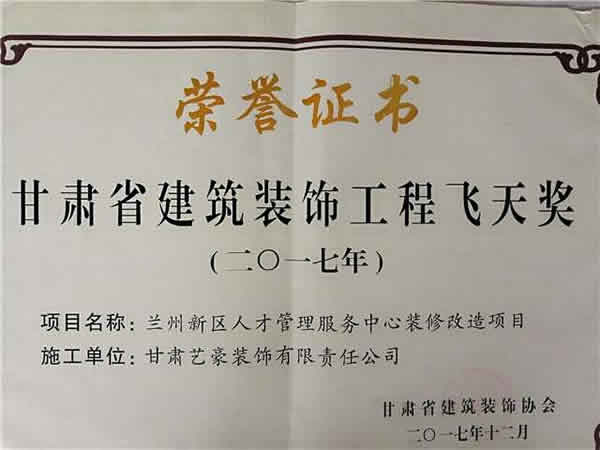 荣誉证书
甘肃省建筑装饰工程飞天奖
(二〇一七年)
项目名称：兰州新区人才管理服务中心装修改造项目
施工单位：甘肃艺豪装饰有限责任公司
甘肃省建筑装饰协会
二〇一七年十二月